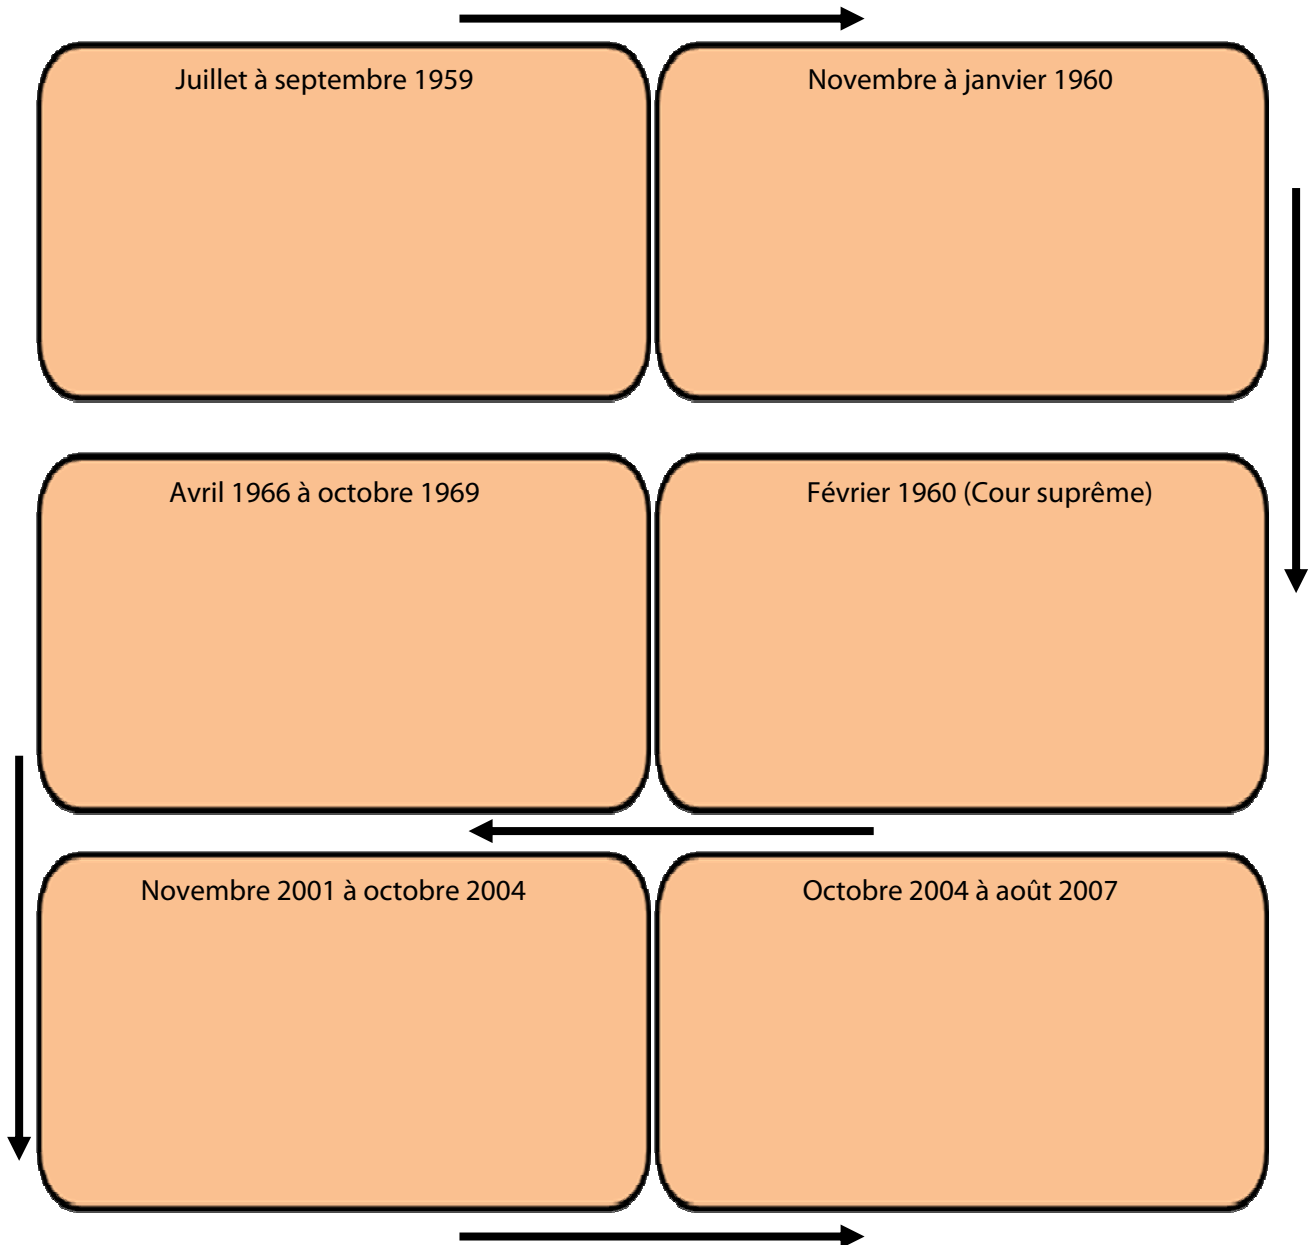 Juillet à septembre 1959
Novembre à janvier 1960
Février 1960 (Cour suprême)
Avril 1966 à octobre 1969
Novembre 2001 à octobre 2004
Octobre 2004 à août 2007